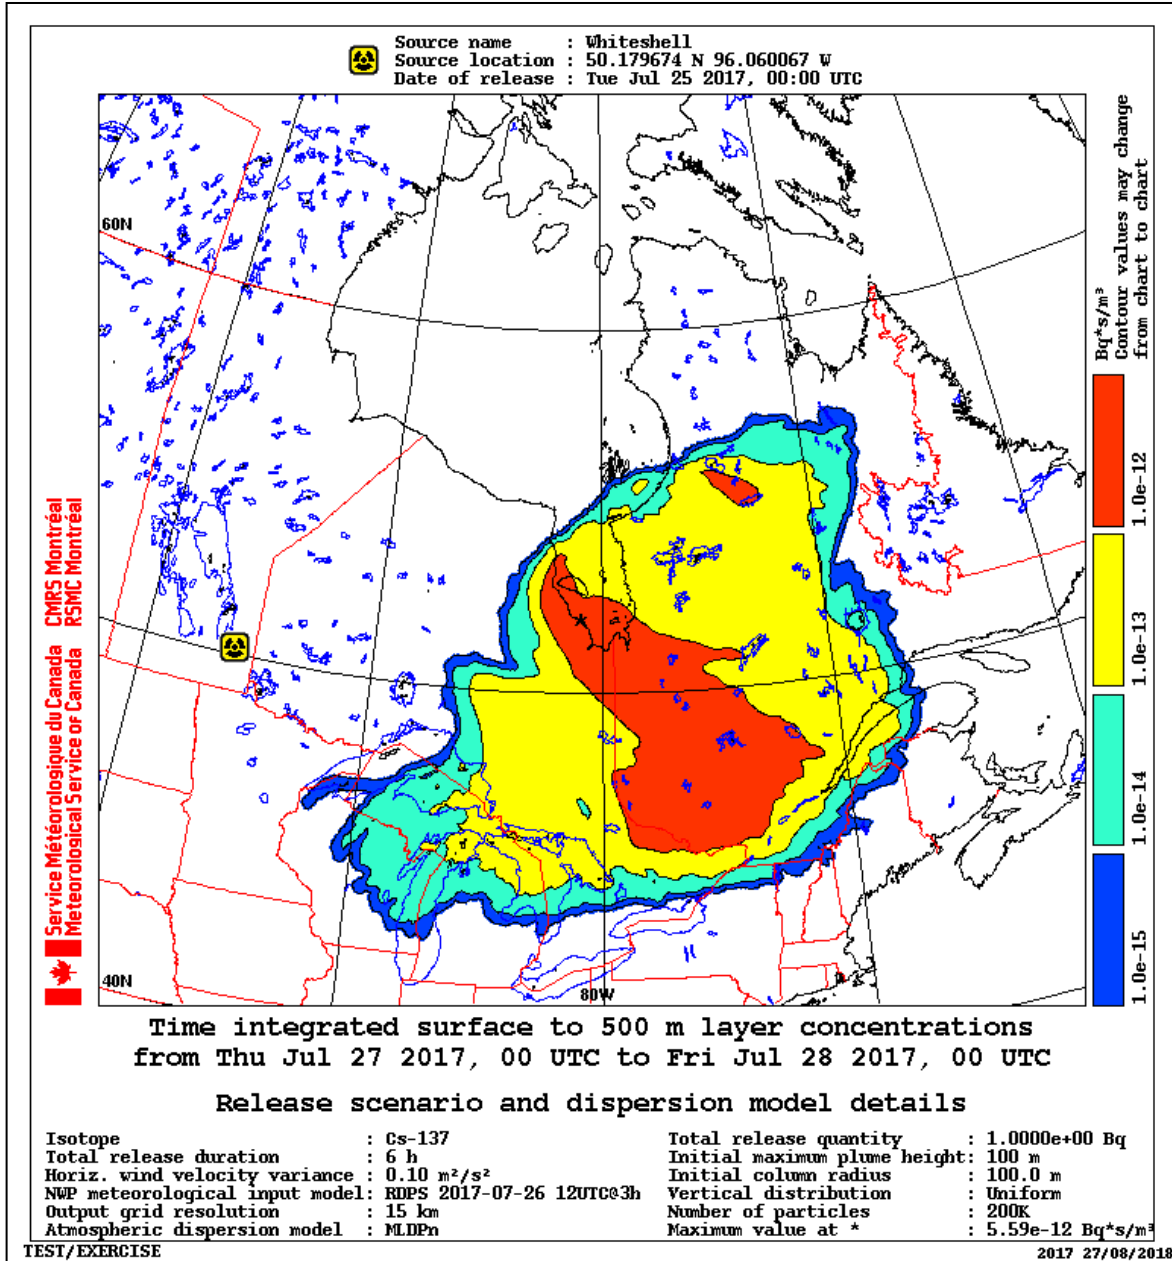 Source name : Whiteshell
Source location : 50.179674 N 96.060067 W
Date of release : Tue Jul 25 2017, 00:00 UTC
60N
40N
80W
Service Météorologique du Canada CMRS Montréal
Meteorological Service of Canada RSMC Montréal
Bq*s/m³
Contour values may change
from chart to chart
1.0e-12
1.0e-13
1.0e-14
1.0e-15
*
Time integrated surface to 500 m layer concentrations
from Thu Jul 27 2017, 00 UTC to Fri Jul 28 2017, 00 UTC
Release scenario and dispersion model details
Isotope : Cs-137
Total release duration : 6 h
Horiz. wind velocity variance : 0.10 m²/s²
NWP meteorological input model: RDPS 2017-07-26 12UTC@3h
Output grid resolution : 15 km
Atmospheric dispersion model : MLDPn
Total release quantity : 1.0000e+00 Bq
Initial maximum plume height: 100 m
Initial column radius : 100.0 m
Vertical distribution : Uniform
Number of particles : 200K
Maximum value at * : 5.59e-12 Bq*s/m³
TEST/EXERCISE
2017 27/08/2018